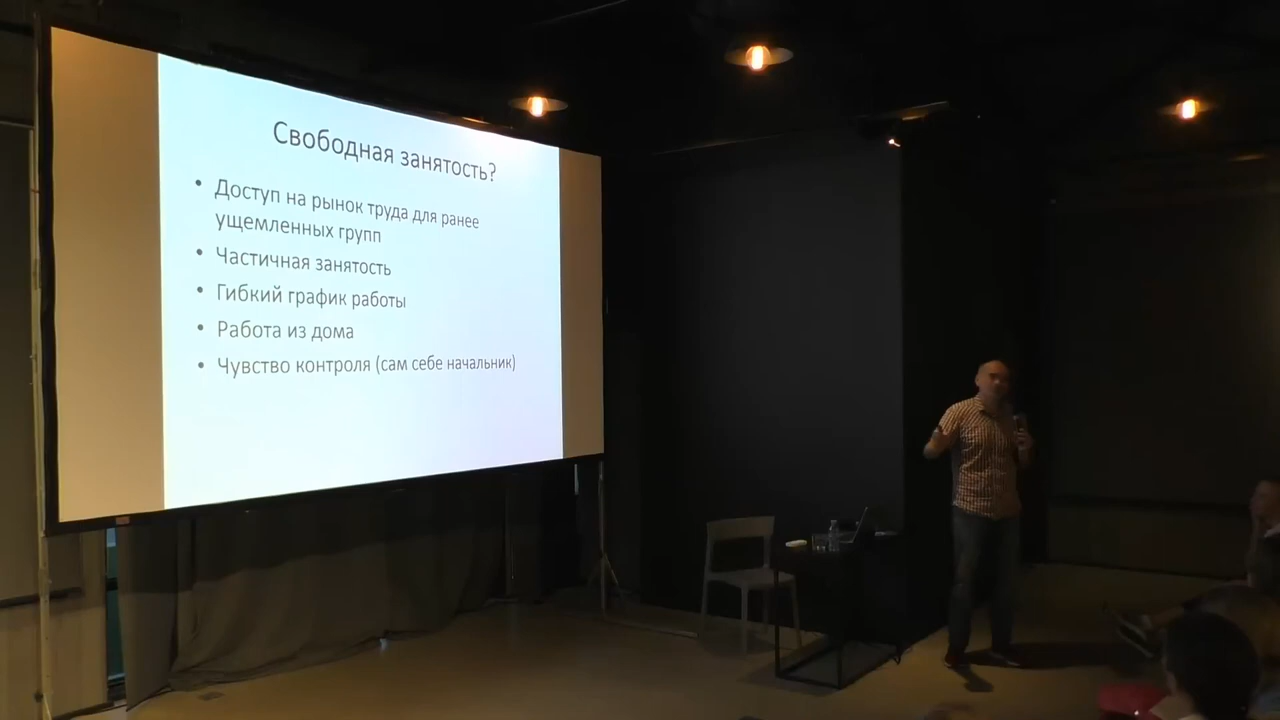 Свободная занятость?
• Доступ на рынок труда для ранее
ущемленных групп
• Частичная занятость
• Гибкий график работы
• Работа из дома
• Чувство контроля (сам себе начальник)